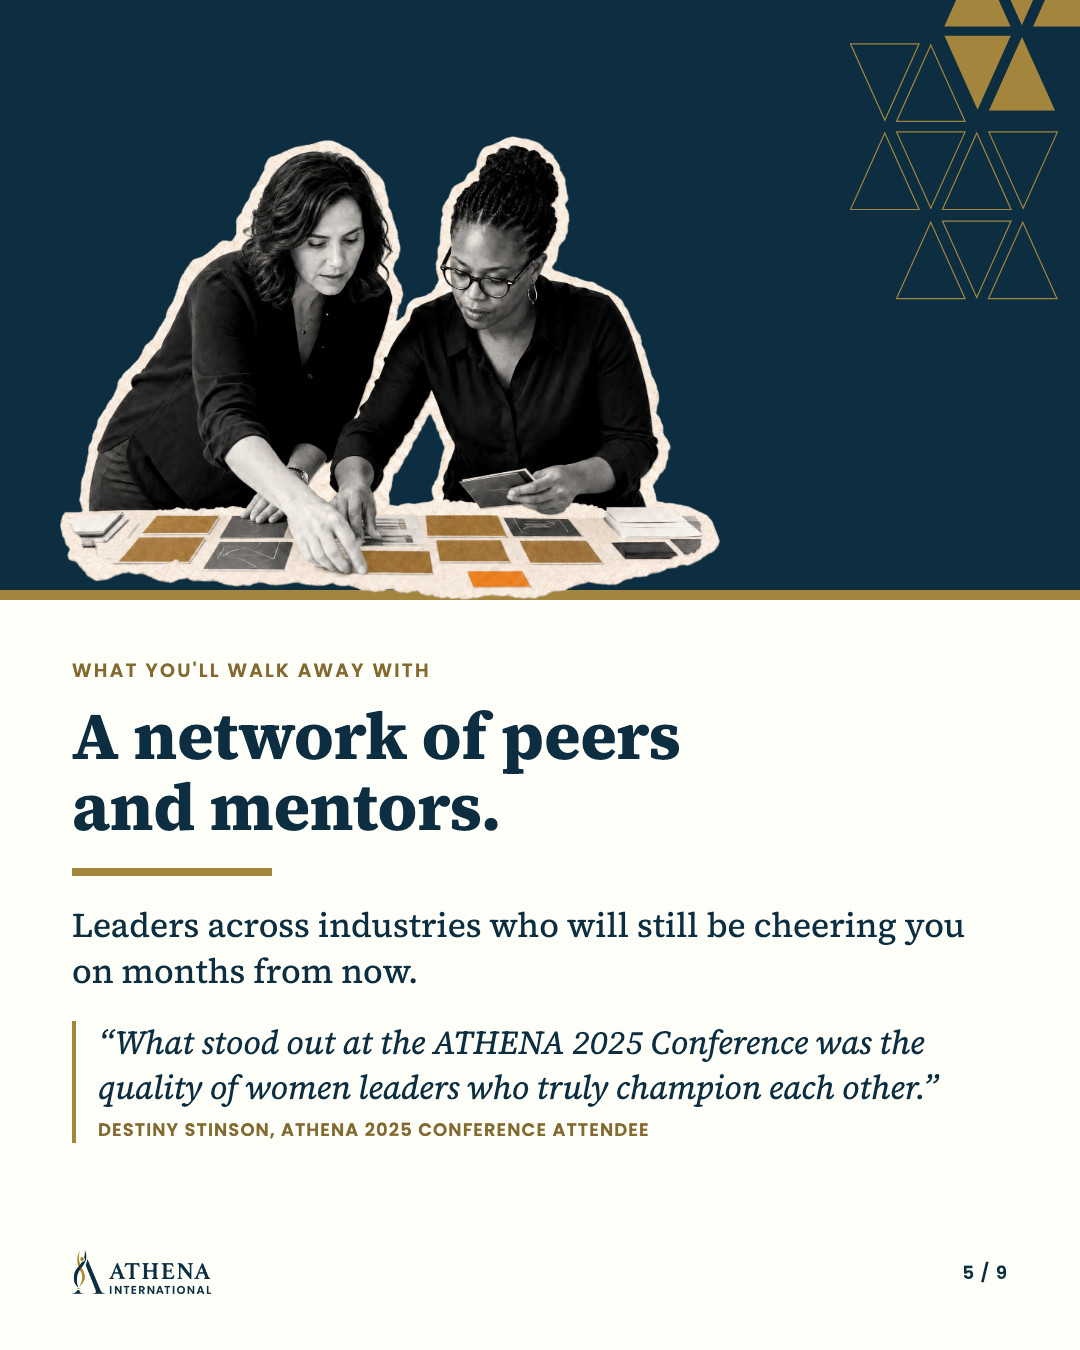 WHAT YOU'LL WALK AWAY WITH
A network of peers
and mentors.
Leaders across industries who will still be cheering you
on months from now.
“What stood out at the ATHENA 2025 Conference was the
quality of women leaders who truly champion each other.”
DESTINY STINSON, ATHENA 2025 CONFERENCE ATTENDEE
ATHENA
INTERNATIONAL
5 / 9